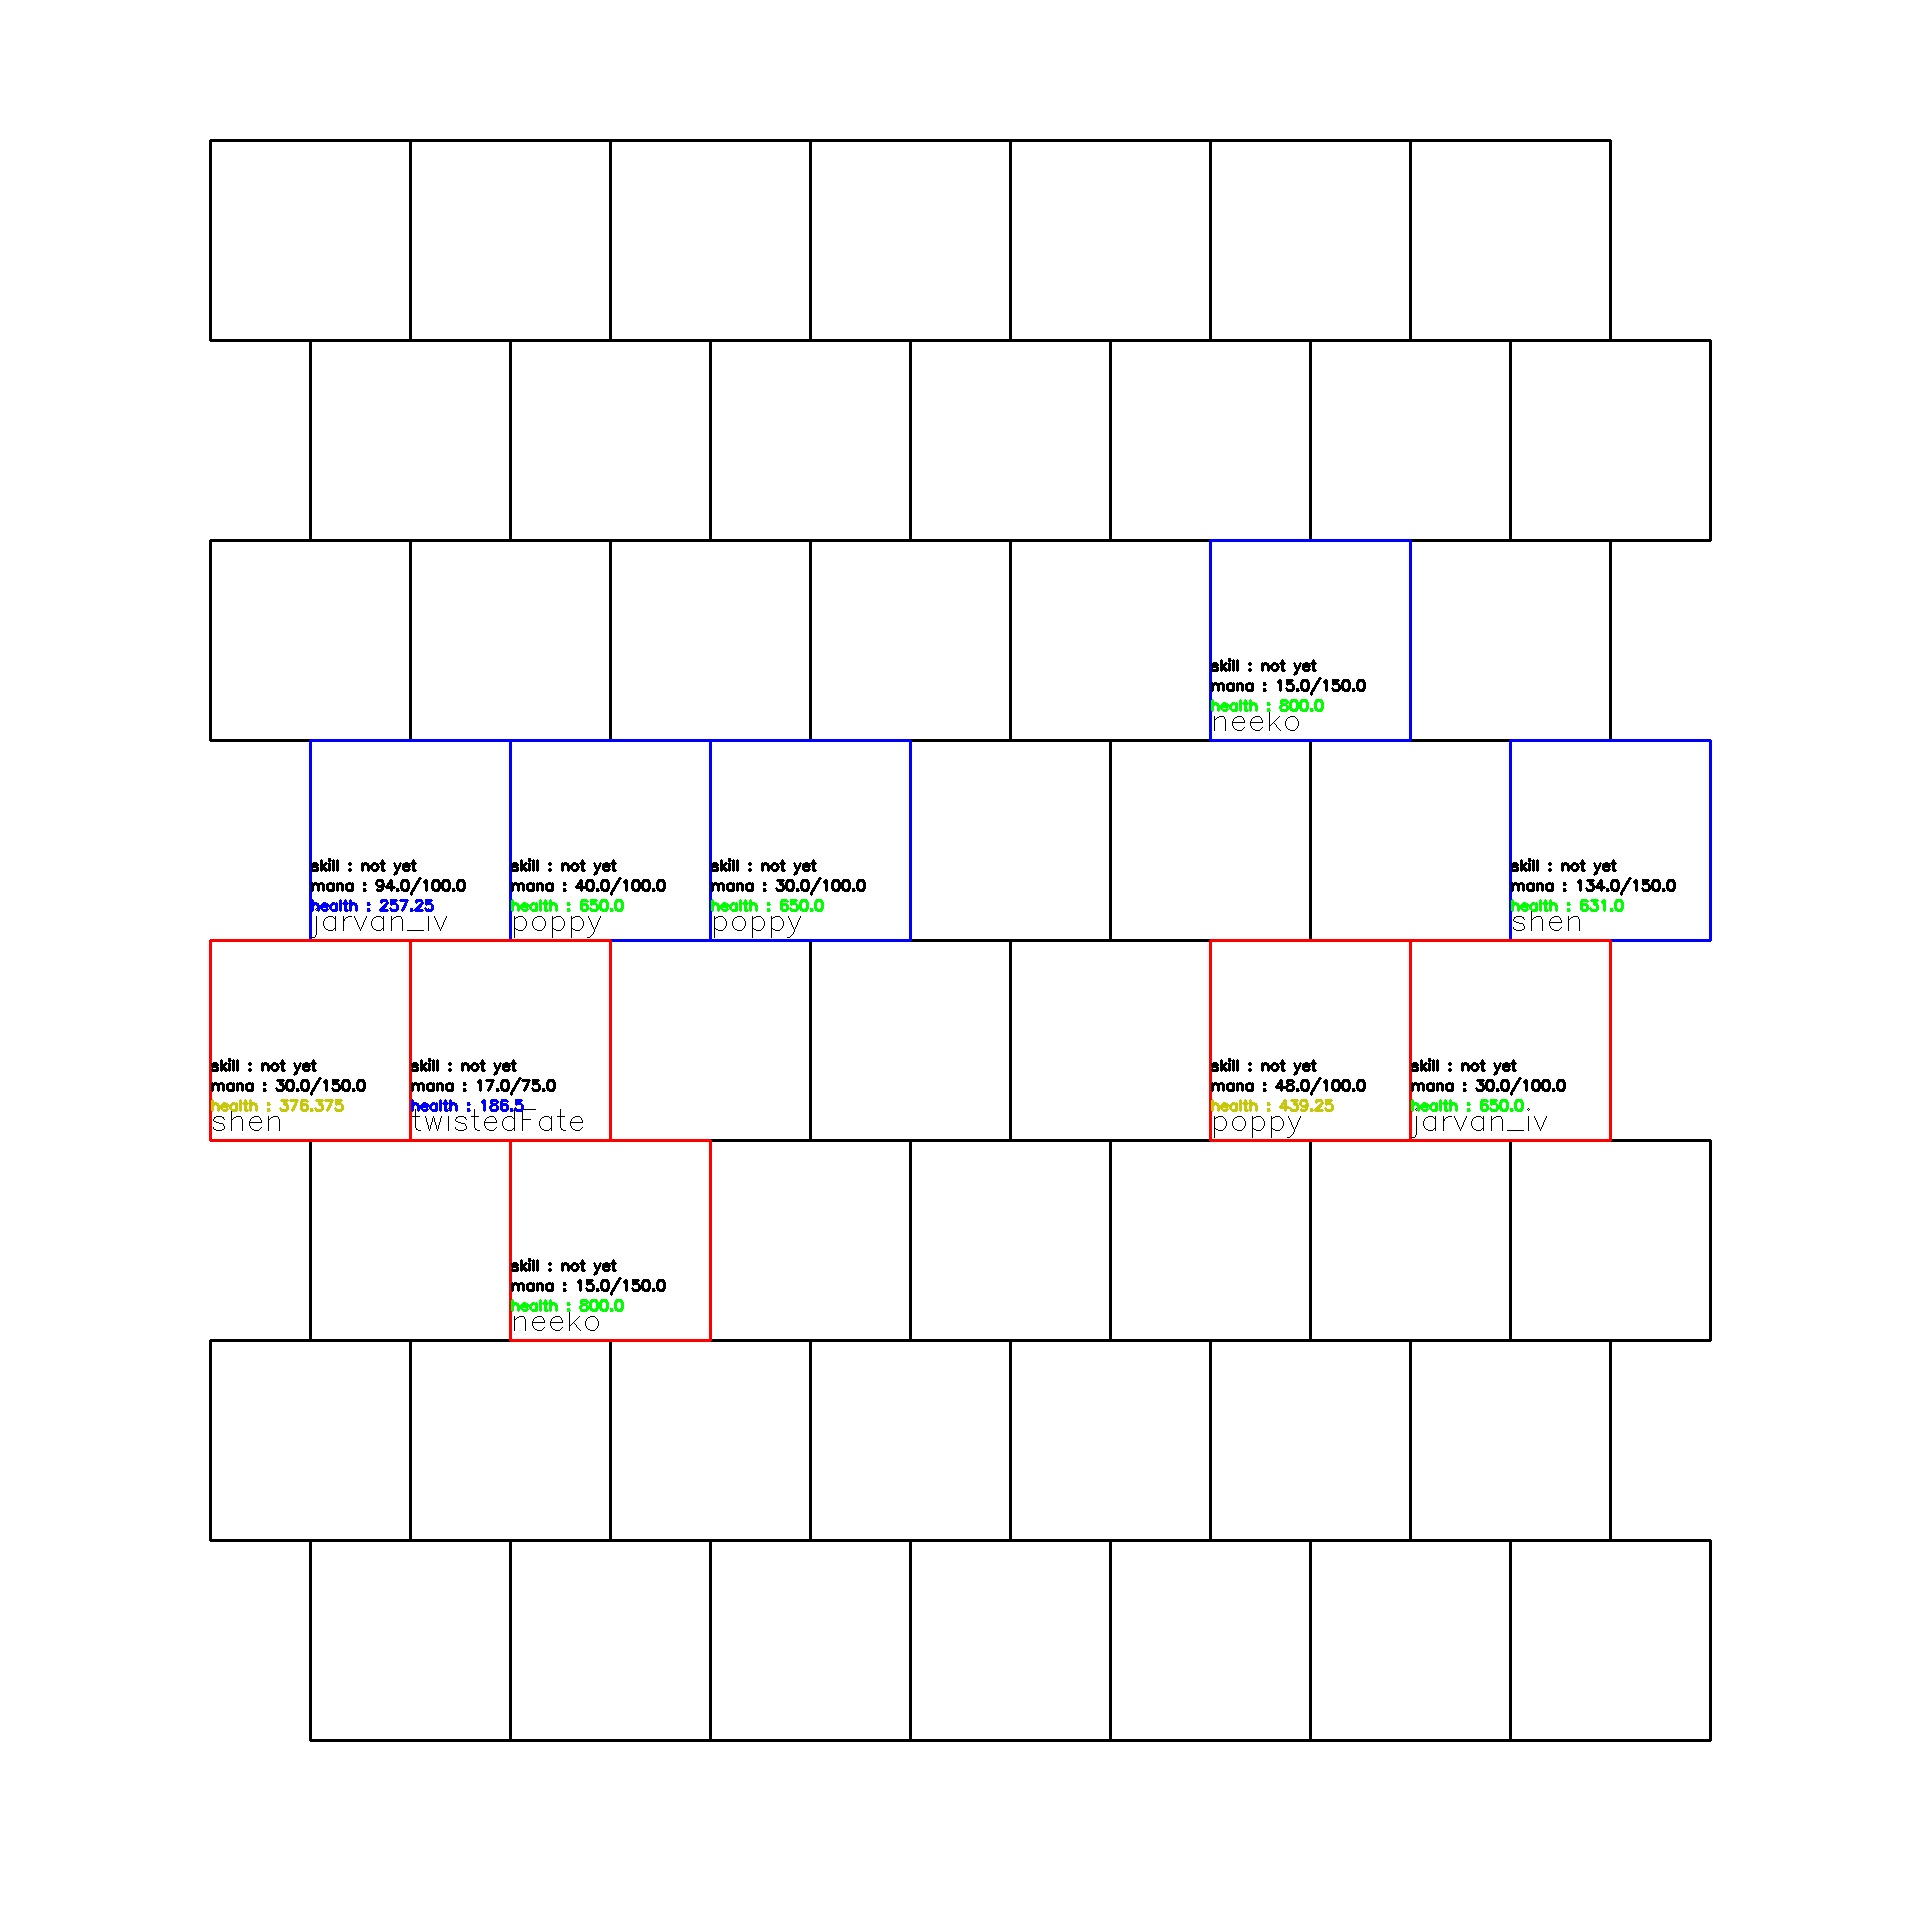 skill : not yet
mana : 15.0/150.0
health : 800.0
neeko
skill : not yet
mana : 94.0/100.0
health : 257.25
jarvan_iv
skill : not yet
mana : 40.0/100.0
health : 650.0
poppy
skill : not yet
mana : 30.0/100.0
health : 650.0
poppy
skill : not yet
mana : 134.0/150.0
health : 631.0
shen
skill : not yet
mana : 30.0/150.0
health : 376.375
shen
skill : not yet
mana : 17.0/75.0
health : 186.5
twistedFate
skill : not yet
mana : 48.0/100.0
health : 439.25
poppy
skill : not yet
mana : 30.0/100.0
health : 650.0
jarvan_iv
skill : not yet
mana : 15.0/150.0
health : 800.0
neeko